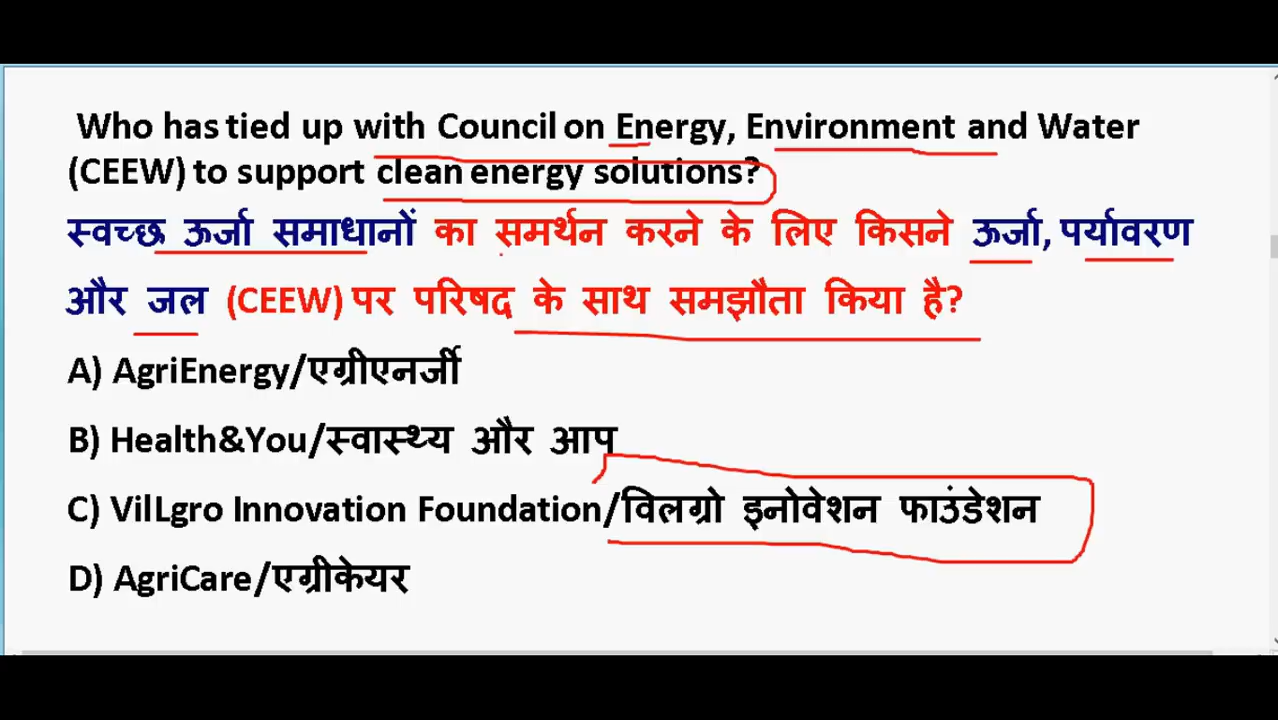 Who has tied up with Council on Energy, Environment and Water
(CEEW) to support clean energy solutions?
स्वच्छ ऊर्जा समाधानों का समर्थन करने के लिए किसने ऊर्जा, पर्यावरण
और जल (CEEW) पर परिषद के साथ समझौता किया है?
A) AgriEnergy/एग्रीएनर्जी
B) Health&You/स्वास्थ्य और आप
C) VilLgro Innovation Foundation/विलग्रो इनोवेशन फाउंडेशन
D) AgriCare/एग्रीकेयर